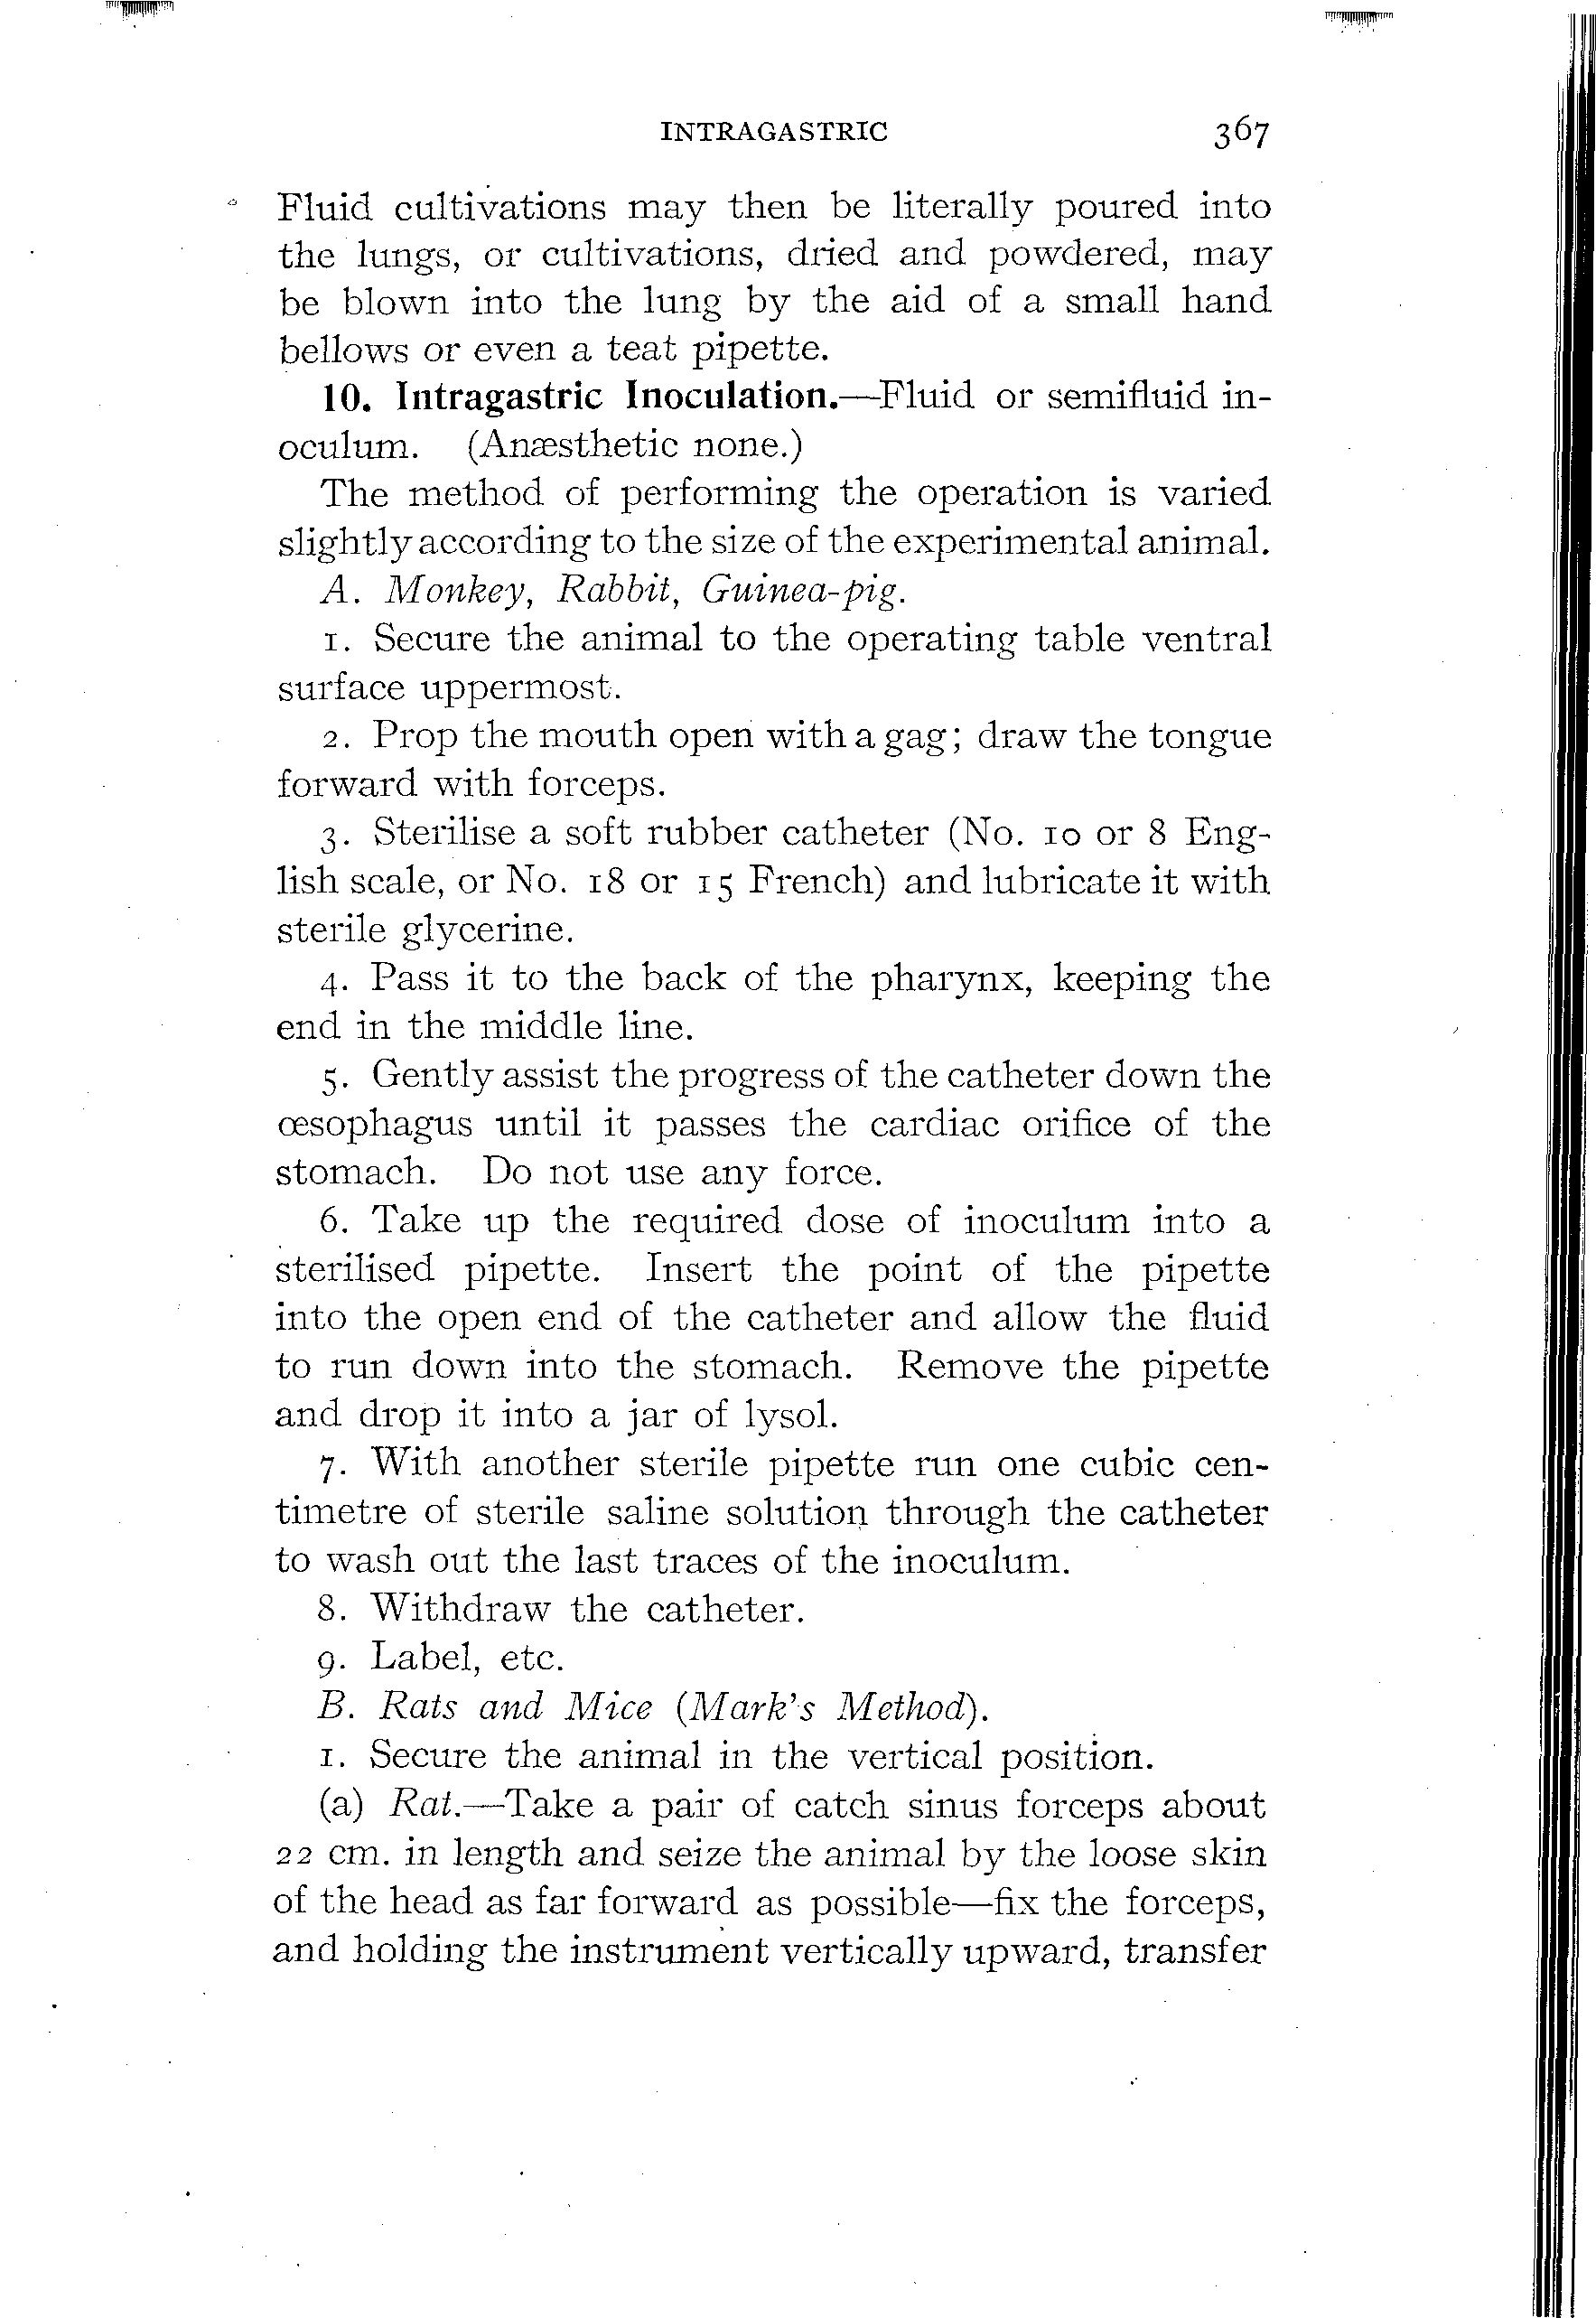 INTRAGASTRIC 367
Fluid cultivations may then be literally poured into
the lungs, or cultivations, dried and powdered, may
be blown into the lung by the aid of a small hand
bellows or even a teat pipette.
10. Intragastric Inoculation.—Fluid or semifluid in-
oculum. (Anæsthetic none.)
The method of performing the operation is varied
slightly according to the size of the experimental animal.
A. Monkey, Rabbit, Guinea-pig.
1. Secure the animal to the operating table ventral
surface uppermost.
2. Prop the mouth open with a gag; draw the tongue
forward with forceps.
3. Sterilise a soft rubber catheter (No. 10 or 8 Eng-
lish scale, or No. 18 or 15 French) and lubricate it with
sterile glycerine.
4. Pass it to the back of the pharynx, keeping the
end in the middle line.
5. Gently assist the progress of the catheter down the
œsophagus until it passes the cardiac orifice of the
stomach. Do not use any force.
6. Take up the required dose of inoculum into a
sterilised pipette. Insert the point of the pipette
into the open end of the catheter and allow the fluid
to run down into the stomach. Remove the pipette
and drop it into a jar of lysol.
7. With another sterile pipette run one cubic cen-
timetre of sterile saline solution through the catheter
to wash out the last traces of the inoculum.
8. Withdraw the catheter.
9. Label, etc.
B. Rats and Mice (Mark's Method).
1. Secure the animal in the vertical position.
(a) Rat.—Take a pair of catch sinus forceps about
22 cm. in length and seize the animal by the loose skin
of the head as far forward as possible—fix the forceps,
and holding the instrument vertically upward, transfer